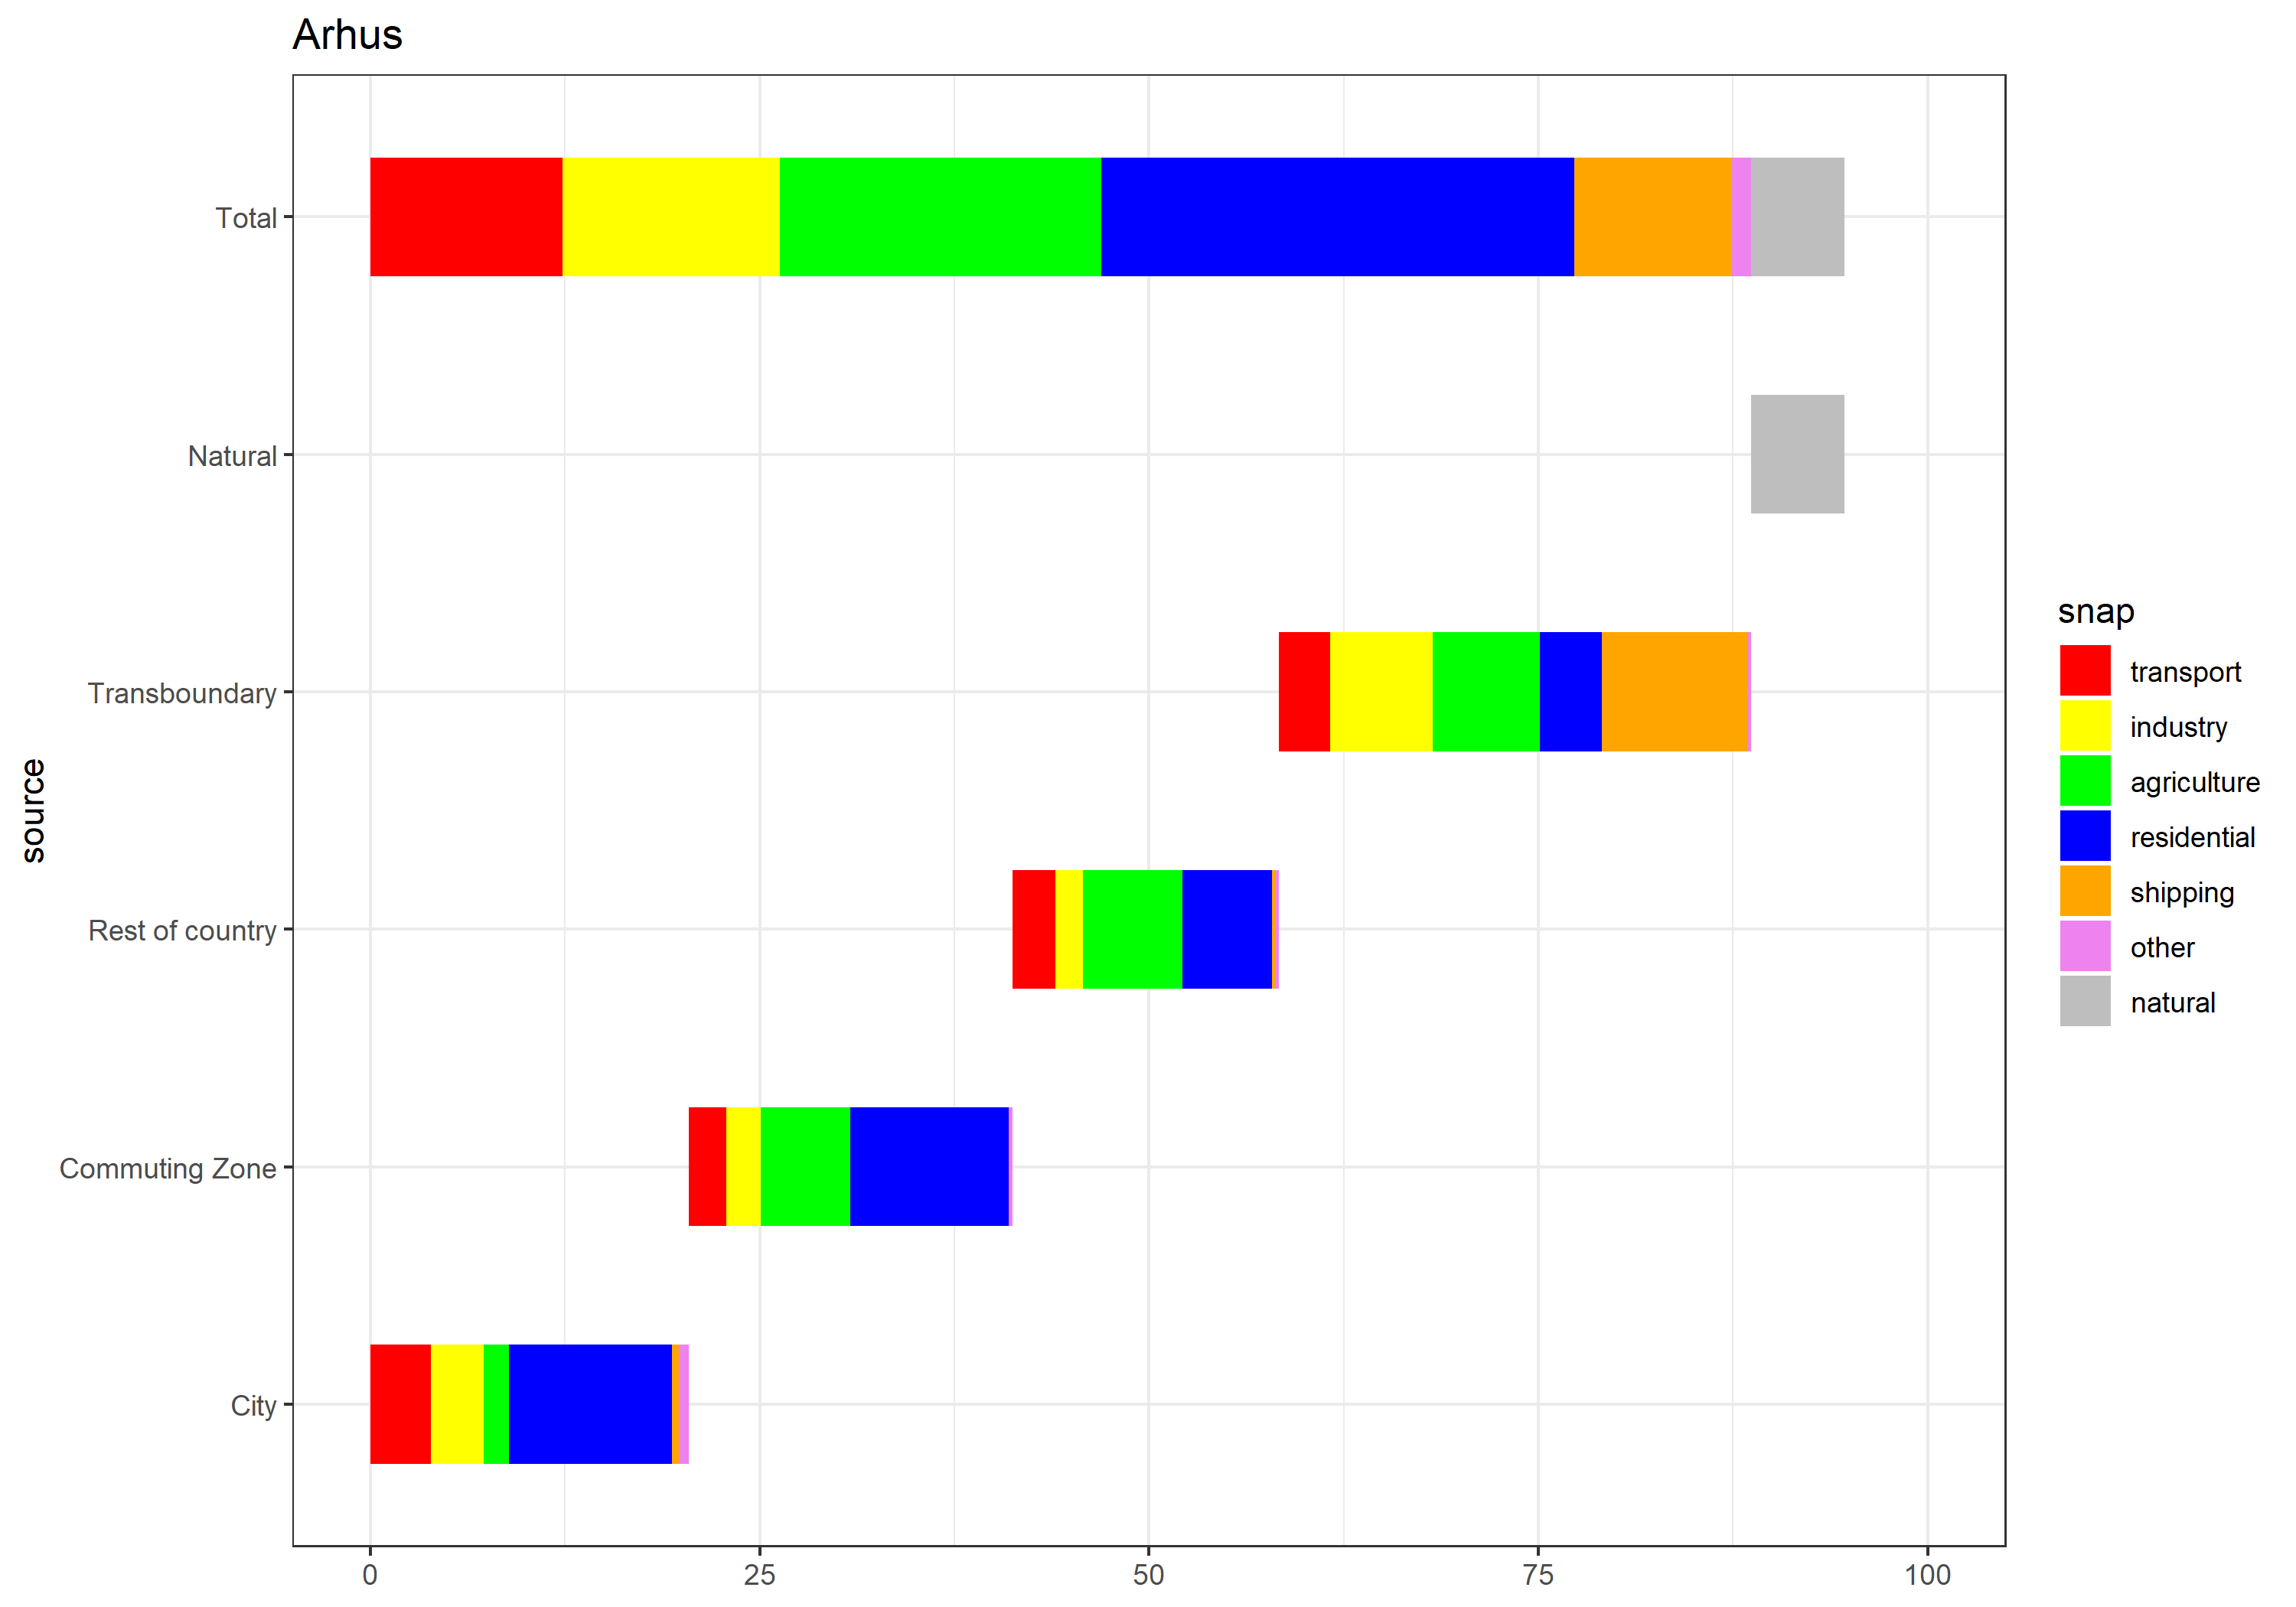 Arhus
Total
Natural
Transboundary
Rest of country
Commuting Zone
City
source
0 25 50 75 100
snap
transport
industry
agriculture
residential
shipping
other
natural